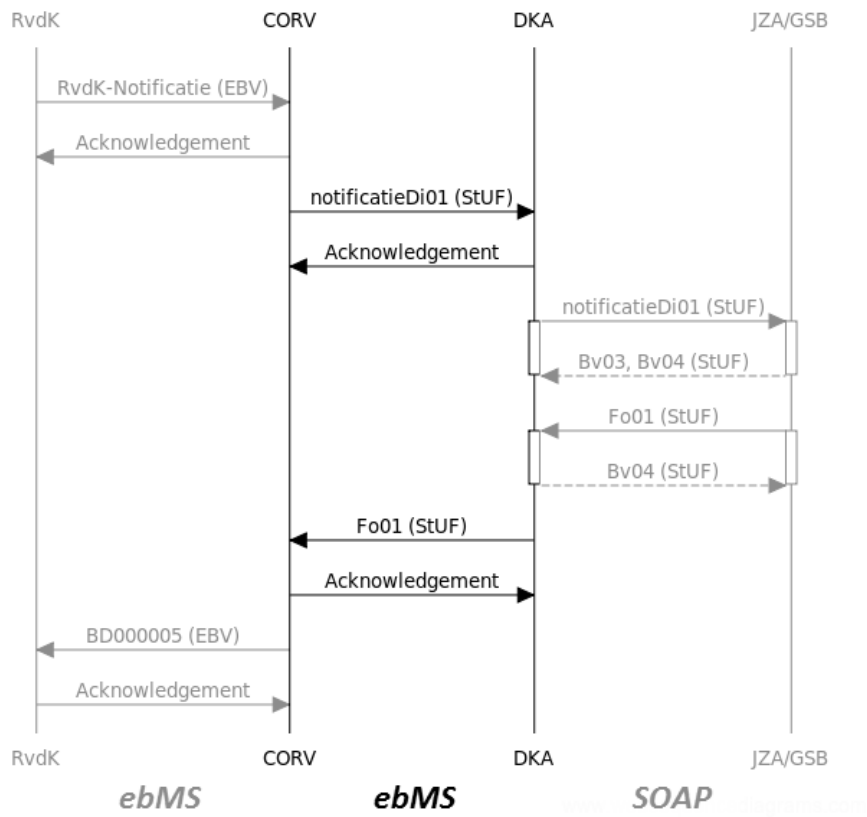 RvdK CORV DKA JZA/GSB
RvdK-Notificatie (EBV)
Acknowledgement
notificatieDi01 (StUF)
Acknowledgement
notificatieDi01 (StUF)
Bv03, Bv04 (StUF)
Fo01 (StUF)
Bv04 (StUF)
Fo01 (StUF)
Acknowledgement
BD000005 (EBV)
Acknowledgement
RvdK CORV DKA JZA/GSB
ebMS ebMS SOAP